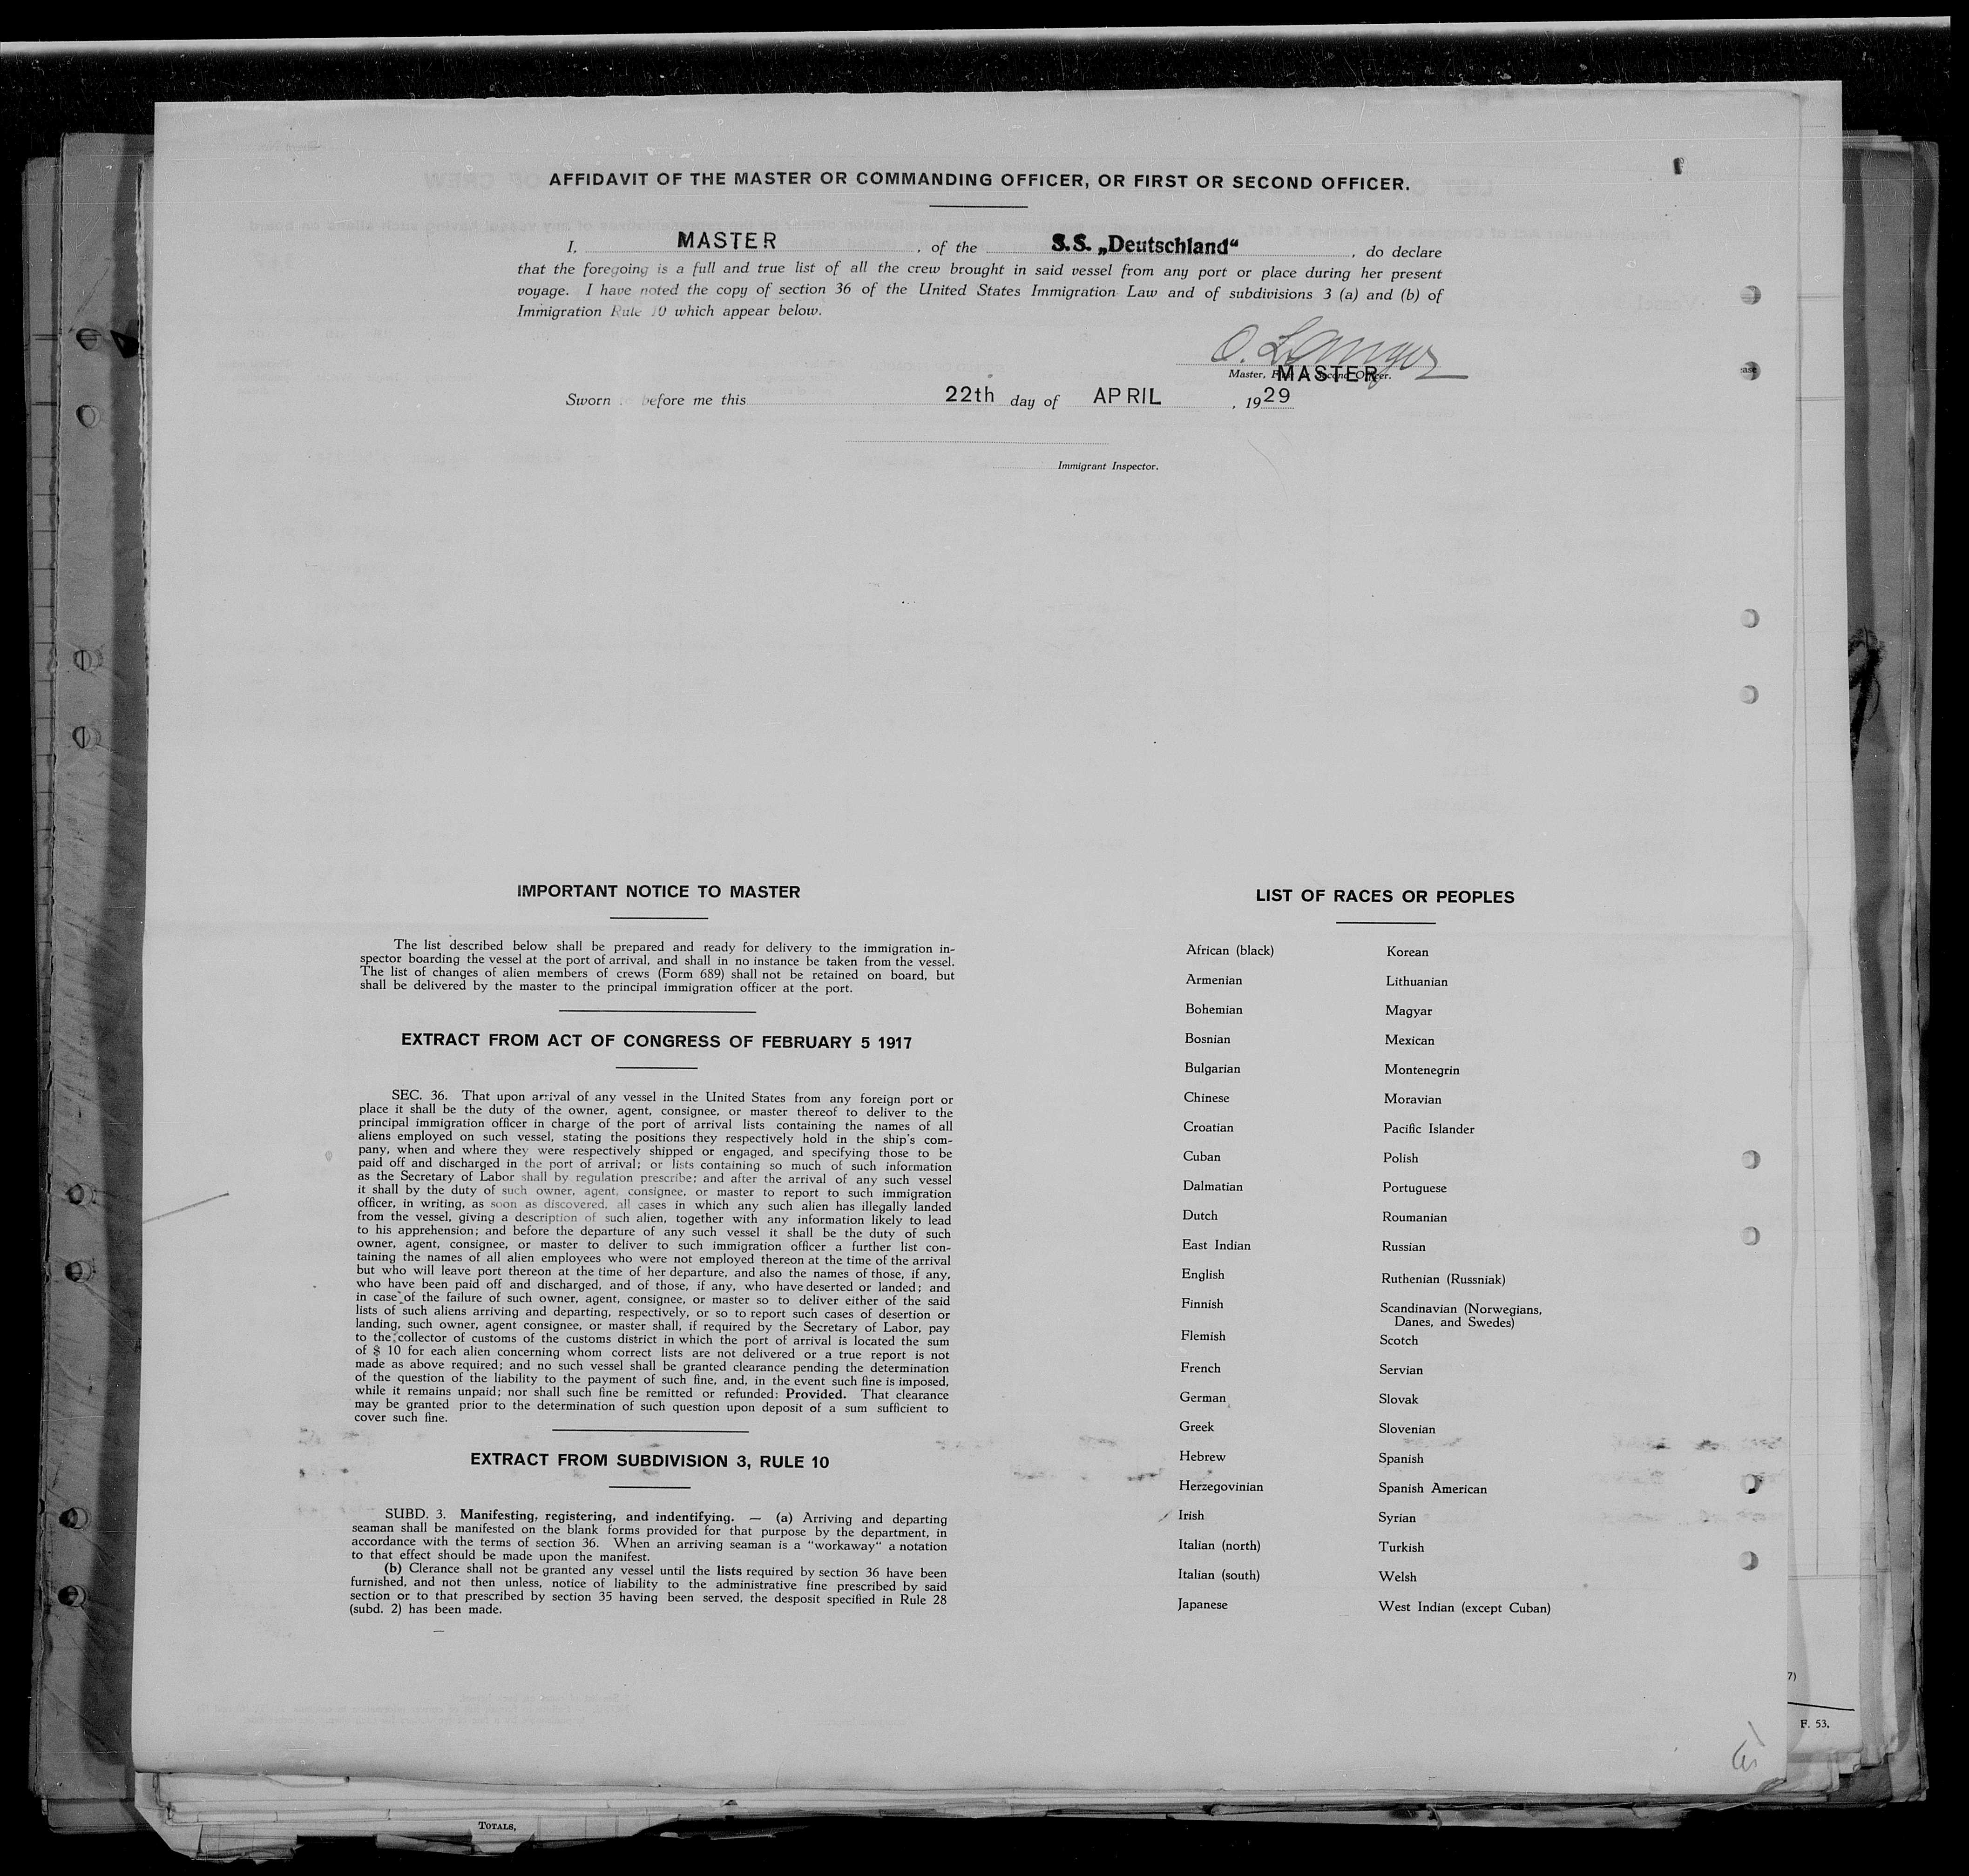 AFFIDAVIT OF THE MASTER OR COMMANDING OFFICER, OR FIRST OR SECOND OFFICER.
I, MASTER , of the S.S. „Deutschland“ , do declare
that the foregoing is a full and true list of all the crew brought in said vessel from any port or place during her present
voyage. I have noted the copy of section 36 of the United States Immigration Law and of subdivisions 3 (a) and (b) of
Immigration Rule 10 which appear below.
Master, First or Second Officer.
MASTER
Sworn before me this 22th day of APRIL , 1929
Immigrant Inspector.
IMPORTANT NOTICE TO MASTER
The list described below shall be prepared and ready for delivery to the immigration in-
spector boarding the vessel at the port of arrival, and shall in no instance be taken from the vessel.
The list of changes of alien members of crews (Form 689) shall not be retained on board, but
shall be delivered by the master to the principal immigration officer at the port.
EXTRACT FROM ACT OF CONGRESS OF FEBRUARY 5 1917
SEC. 36. That upon arrival of any vessel in the United States from any foreign port or
place it shall be the duty of the owner, agent, consignee, or master thereof to deliver to the
principal immigration officer in charge of the port of arrival lists containing the names of all
aliens employed on such vessel, stating the positions they respectively hold in the ship's com-
pany, when and where they were respectively shipped or engaged, and specifying those to be
paid off and discharged in the port of arrival; or lists containing so much of such information
as the Secretary of Labor shall by regulation prescribe; and after the arrival of any such vessel
it shall by the duty of such owner, agent, consignee, or master to report to such immigration
officer, in writing, as soon as discovered, all cases in which any such alien has illegally landed
from the vessel, giving a description of such alien, together with any information likely to lead
to his apprehension; and before the departure of any such vessel it shall be the duty of such
owner, agent, consignee, or master to deliver to such immigration officer a further list con-
taining the names of all alien employees who were not employed thereon at the time of the arrival
but who will leave port thereon at the time of her departure, and also the names of those, if any,
who have been paid off and discharged, and of those, if any, who have deserted or landed; and
in case of the failure of such owner, agent, consignee, or master so to deliver either of the said
lists of such aliens arriving and departing, respectively, or so to report such cases of desertion or
landing, such owner, agent consignee, or master shall, if required by the Secretary of Labor, pay
to the collector of customs of the customs district in which the port of arrival is located the sum
of $ 10 for each alien concerning whom correct lists are not delivered or a true report is not
made as above required; and no such vessel shall be granted clearance pending the determination
of the question of the liability to the payment of such fine, and, in the event such fine is imposed,
while it remains unpaid; nor shall such fine be remitted or refunded: Provided. That clearance
may be granted prior to the determination of such question upon deposit of a sum sufficient to
cover such fine.
EXTRACT FROM SUBDIVISION 3, RULE 10
SUBD. 3. Manifesting, registering, and indentifying. — (a) Arriving and departing
seaman shall be manifested on the blank forms provided for that purpose by the department, in
accordance with the terms of section 36. When an arriving seaman is a "workaway" a notation
to that effect should be made upon the manifest.
(b) Clerance shall not be granted any vessel until the lists required by section 36 have been
furnished, and not then unless, notice of liability to the administrative fine prescribed by said
section or to that prescribed by section 35 having been served, the desposit specified in Rule 28
(subd. 2) has been made.
LIST OF RACES OR PEOPLES
African (black)
Armenian
Bohemian
Bosnian
Bulgarian
Chinese
Croatian
Cuban
Dalmatian
Dutch
East Indian
English
Finnish
Flemish
French
German
Greek
Hebrew
Herzegovinian
Irish
Italian (north)
Italian (south)
Japanese
Korean
Lithuanian
Magyar
Mexican
Montenegrin
Moravian
Pacific Islander
Polish
Portuguese
Roumanian
Russian
Ruthenian (Russniak)
Scandinavian (Norwegians,
Danes, and Swedes)
Scotch
Servian
Slovak
Slovenian
Spanish
Spanish American
Syrian
Turkish
Welsh
West Indian (except Cuban)
7)
F. 53.
TOTALS,